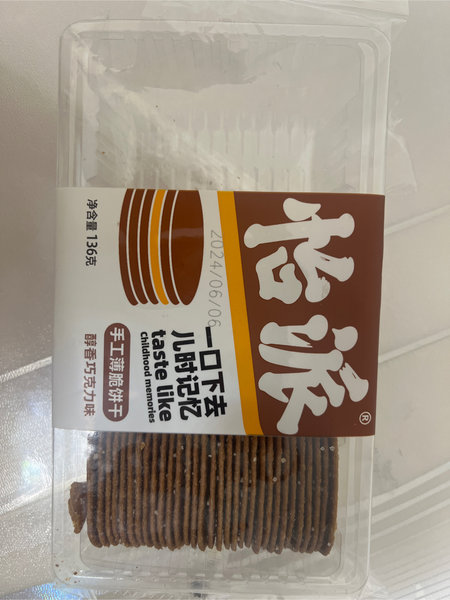 怡派®
一口下去
儿时记忆
taste like
Childhood memories
手工薄脆饼干
醇香巧克力味
净含量 136克
2024/06/06